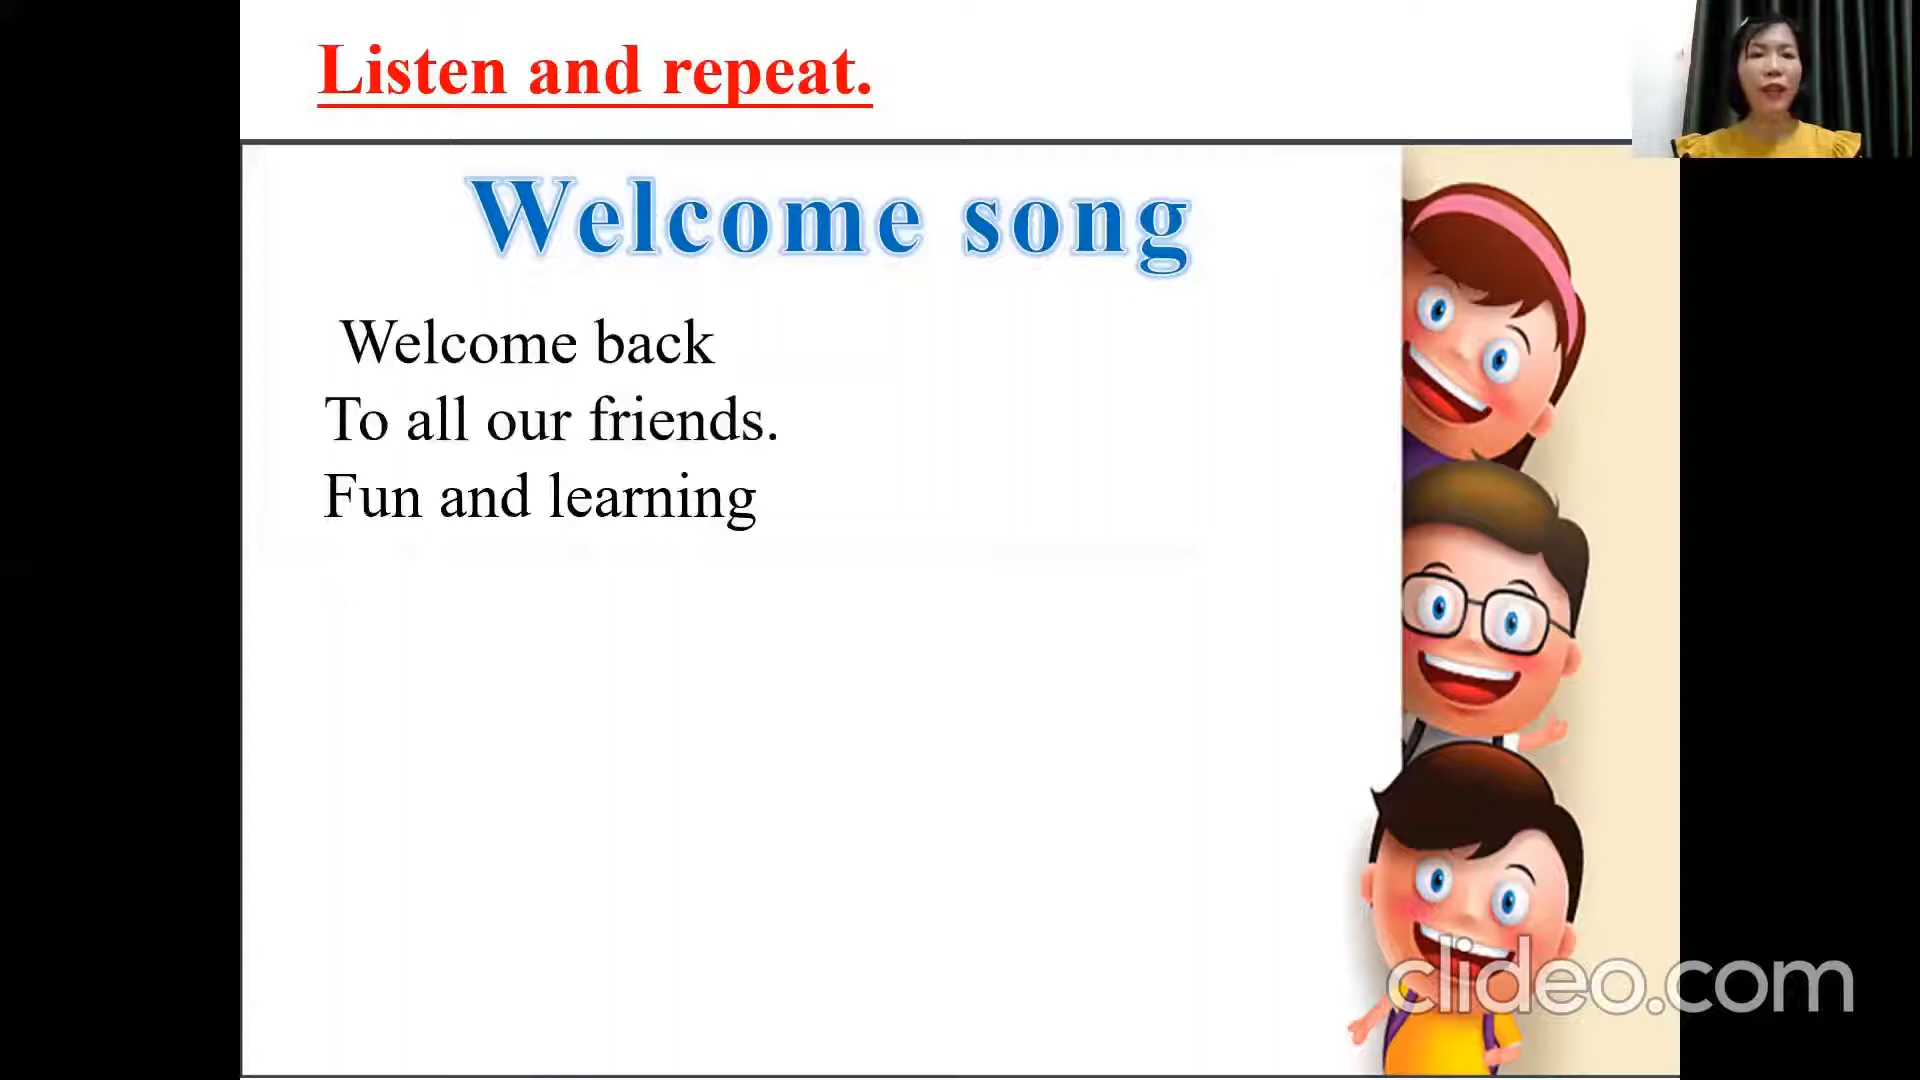 Listen and repeat.
Welcome song
Welcome back
To all our friends.
Fun and learning
clideo.com